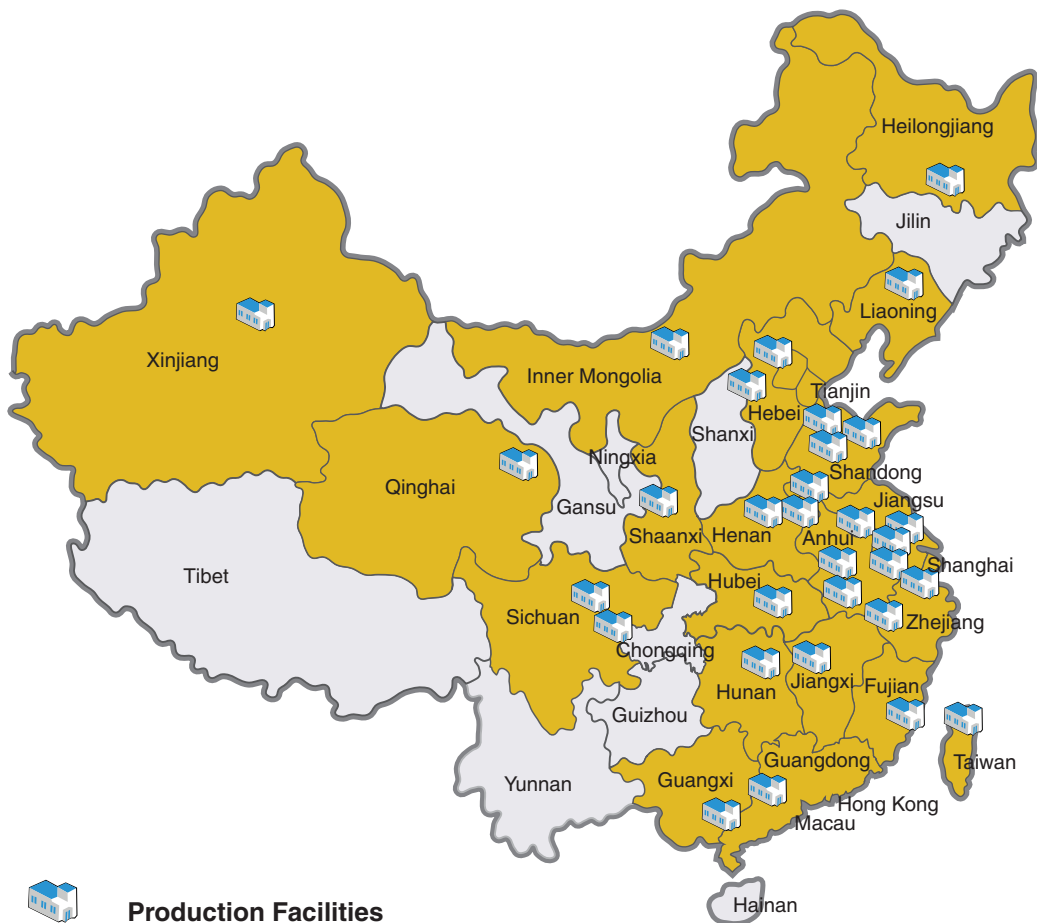 Heilongjiang
Jilin
Liaoning
Xinjiang
Inner Mongolia
Tianjin
Hebei
Shanxi
Ningxia
Shandong
Qinghai
Gansu
Jiangsu
Shaanxi
Henan
Anhui
Shanghai
Tibet
Hubei
Sichuan
Zhejiang
Chongqing
Jiangxi
Fujian
Hunan
Guizhou
Guangdong
Taiwan
Guangxi
Yunnan
Hong Kong
Macau
Hainan
Production Facilities